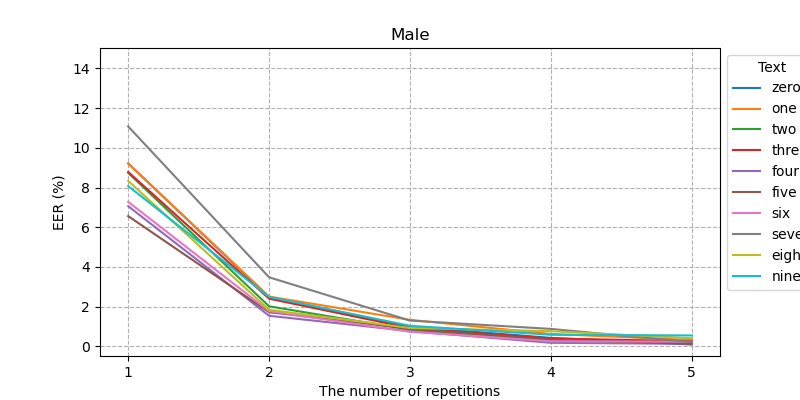 Male
EER (%)
14
12
10
8
6
4
2
0
1 2 3 4 5
The number of repetitions
Text
zero
one
two
thre
four
five
six
seve
eigh
nine